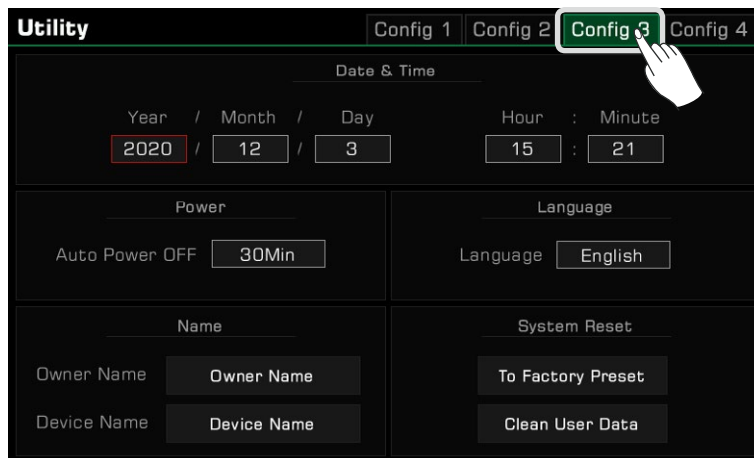 Utility Config 1 Config 2 Config 3 Config 4
Date & Time
Year / Month / Day Hour : Minute
2020 / 12 / 3 15 : 21
Power Language
Auto Power OFF 30Min Language English
Name System Reset
Owner Name Owner Name To Factory Preset
Device Name Device Name Clean User Data